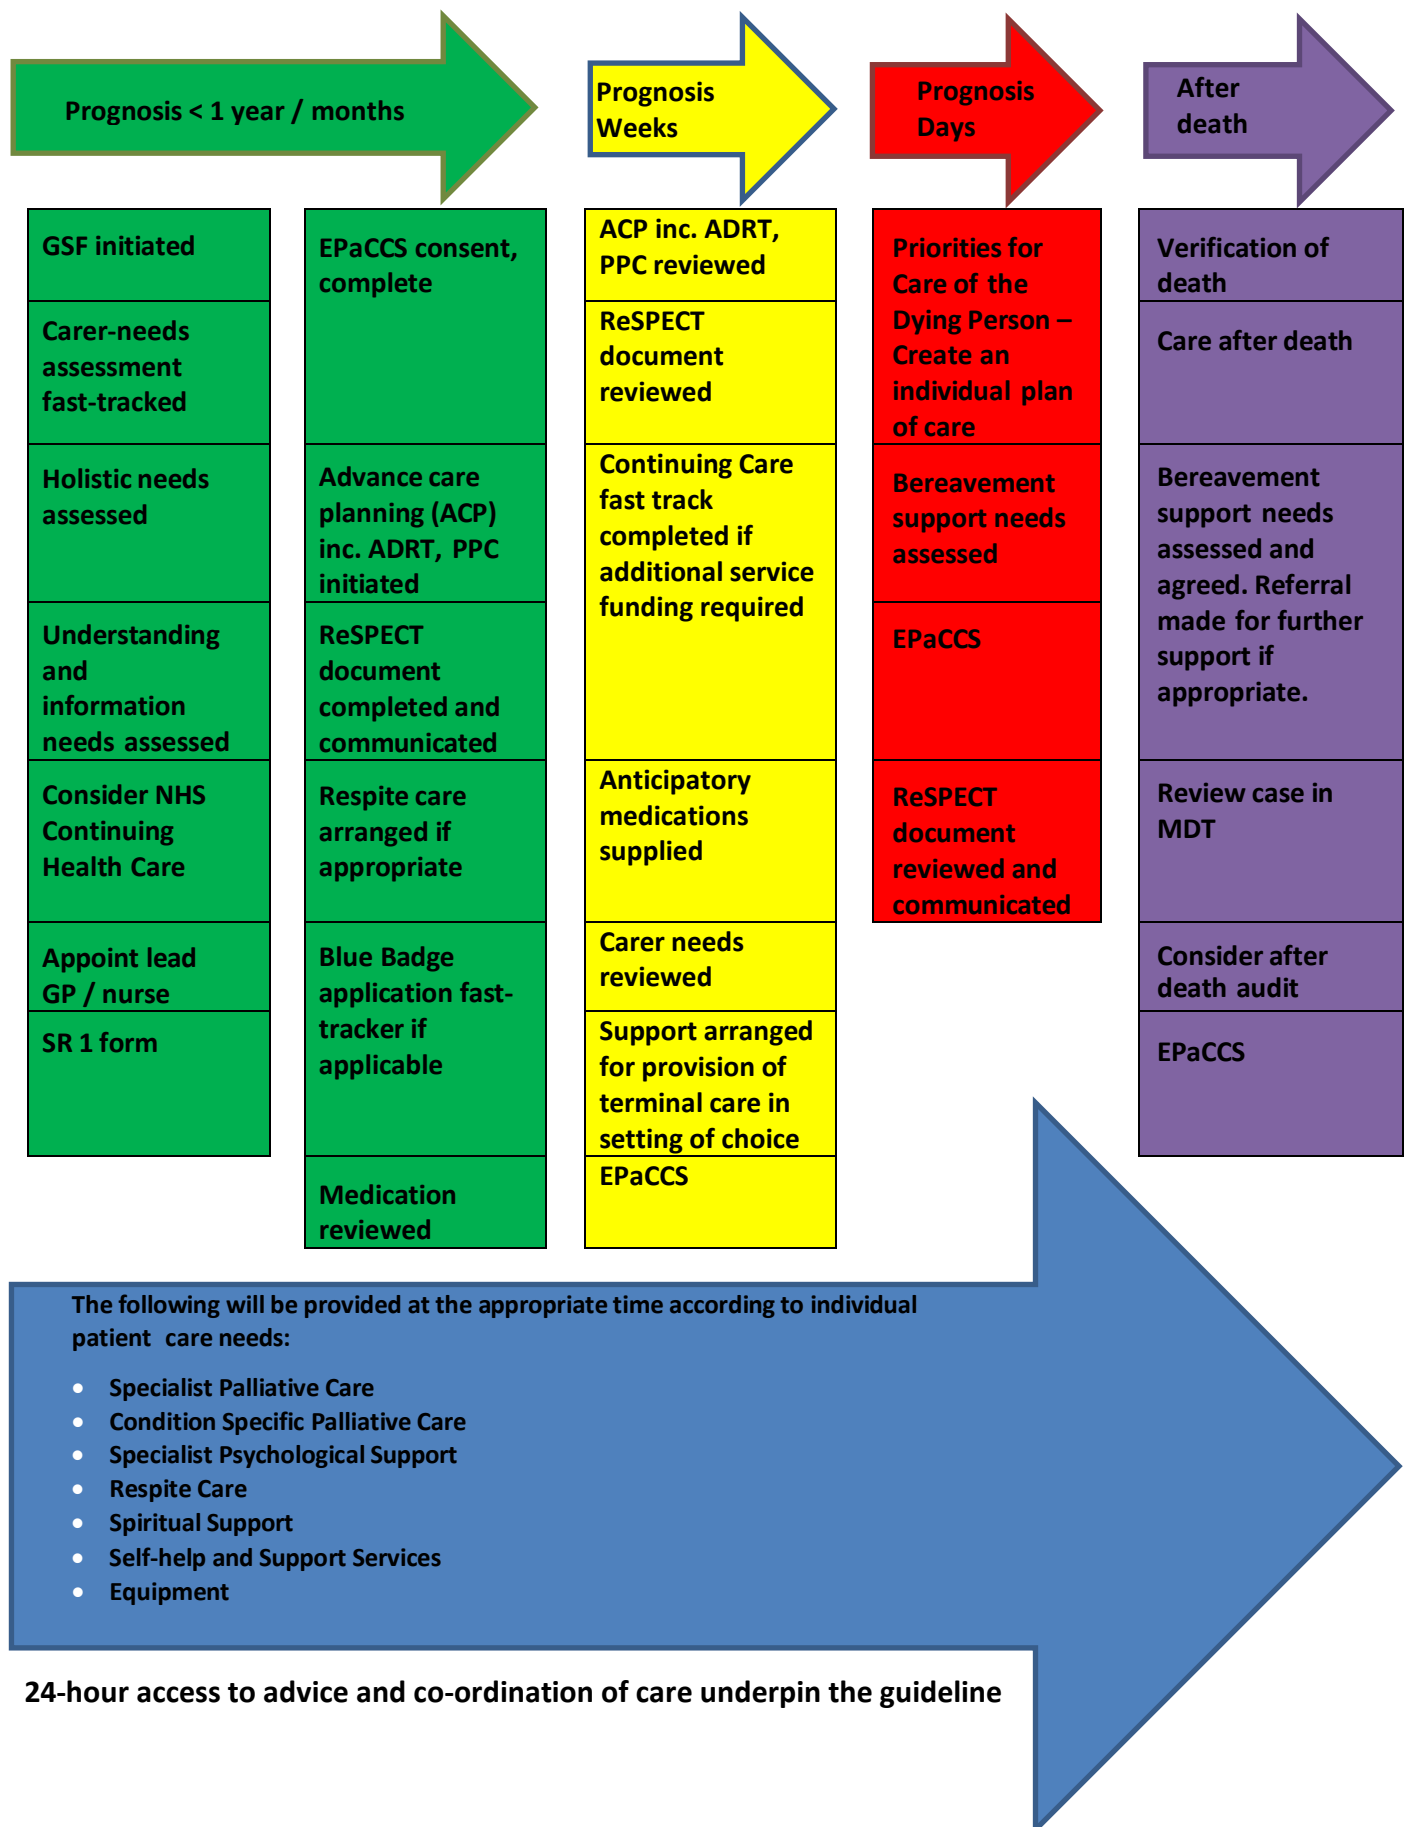 Prognosis < 1 year / months
Prognosis
Weeks
Prognosis
Days
After
death
GSF initiated
Carer-needs
assessment
fast-tracked
Holistic needs
assessed
Understanding
and
information
needs assessed
Consider NHS
Continuing
Health Care
Appoint lead
GP / nurse
SR 1 form
EPaCCS consent,
complete
Advance care
planning (ACP)
inc. ADRT, PPC
initiated
ReSPECT
document
completed and
communicated
Respite care
arranged if
appropriate
Blue Badge
application fast-
tracker if
applicable
Medication
reviewed
ACP inc. ADRT,
PPC reviewed
ReSPECT
document
reviewed
Continuing Care
fast track
completed if
additional service
funding required
Anticipatory
medications
supplied
Carer needs
reviewed
Support arranged
for provision of
terminal care in
setting of choice
EPaCCS
Priorities for
Care of the
Dying Person –
Create an
individual plan
of care
Bereavement
support needs
assessed
EPaCCS
ReSPECT
document
reviewed and
communicated
Verification of
death
Care after death
Bereavement
support needs
assessed and
agreed. Referral
made for further
support if
appropriate.
Review case in
MDT
Consider after
death audit
EPaCCS
The following will be provided at the appropriate time according to individual
patient care needs:
• Specialist Palliative Care
• Condition Specific Palliative Care
• Specialist Psychological Support
• Respite Care
• Spiritual Support
• Self-help and Support Services
• Equipment
24-hour access to advice and co-ordination of care underpin the guideline